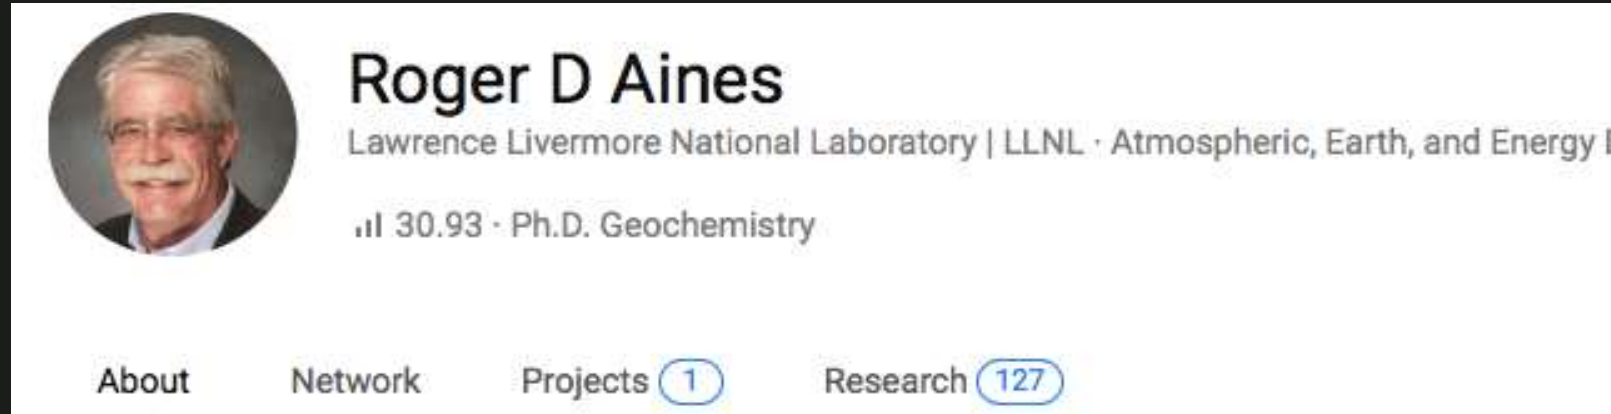 Roger D Aines
Lawrence Livermore National Laboratory | LLNL · Atmospheric, Earth, and Energy
30.93 · Ph.D. Geochemistry
About Network Projects 1 Research 127